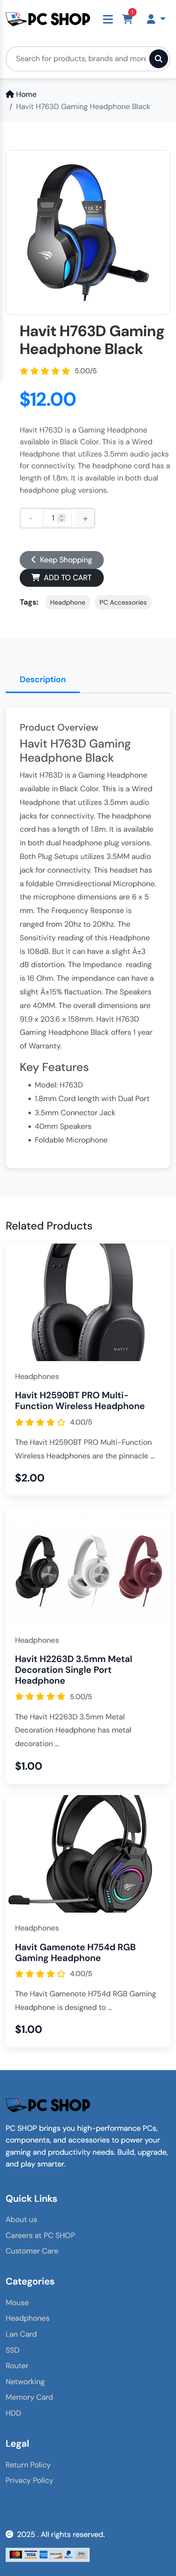 PC SHOP
1
Search for products, brands and more
Home
/ Havit H763D Gaming Headphone Black
Havit H763D Gaming
Headphone Black
5.00/5
$12.00
Havit H763D is a Gaming Headphone
available in Black Color. This is a Wired
Headphone that utilizes 3.5mm audio jacks
for connectivity. The headphone cord has a
length of 1.8m. It is available in both dual
headphone plug versions.
- 1 +
Keep Shopping
ADD TO CART
Tags: Headphone PC Accessories
Description
Product Overview
Havit H763D Gaming
Headphone Black
Havit H763D is a Gaming Headphone
available in Black Color. This is a Wired
Headphone that utilizes 3.5mm audio
jacks for connectivity. The headphone
cord has a length of 1.8m. It is available
in both dual headphone plug versions.
Both Plug Setups utilizes 3.5MM audio
jack for connectivity. This headset has
a foldable Omnidirectional Microphone.
the microphone dimensions are 6 x 5
mm. The Frequency Response is
ranged from 20hz to 20Khz. The
Sensitivity reading of this Headphone
is 108dB. But it can have a slight Â±3
dB distortion. The Impedance reading
is 16 Ohm. The impendance can have a
slight Â±15% flactuation. The Speakers
are 40MM. The overall dimensions are
91.9 x 203.6 x 158mm. Havit H763D
Gaming Headphone Black offers 1 year
of Warranty.
Key Features
Model: H763D
1.8mm Cord length with Dual Port
3.5mm Connector Jack
40mm Speakers
Foldable Microphone
Related Products
HAVIT
Headphones
Havit H2590BT PRO Multi-
Function Wireless Headphone
4.00/5
The Havit H2590BT PRO Multi-Function
Wireless Headphones are the pinnacle ...
$2.00
Headphones
Havit H2263D 3.5mm Metal
Decoration Single Port
Headphone
5.00/5
The Havit H2263D 3.5mm Metal
Decoration Headphone has metal
decoration ...
$1.00
Headphones
Havit Gamenote H754d RGB
Gaming Headphone
4.00/5
The Havit Gamenote H754d RGB Gaming
Headphone is designed to ...
$1.00
PC SHOP
PC SHOP brings you high-performance PCs,
components, and accessories to power your
gaming and productivity needs. Build, upgrade,
and play smarter.
Quick Links
About us
Careers at PC SHOP
Customer Care
Categories
Mouse
Headphones
Lan Card
SSD
Router
Networking
Memory Card
HDD
Legal
Return Policy
Privacy Policy
© 2025 . All rights reserved.
VISA